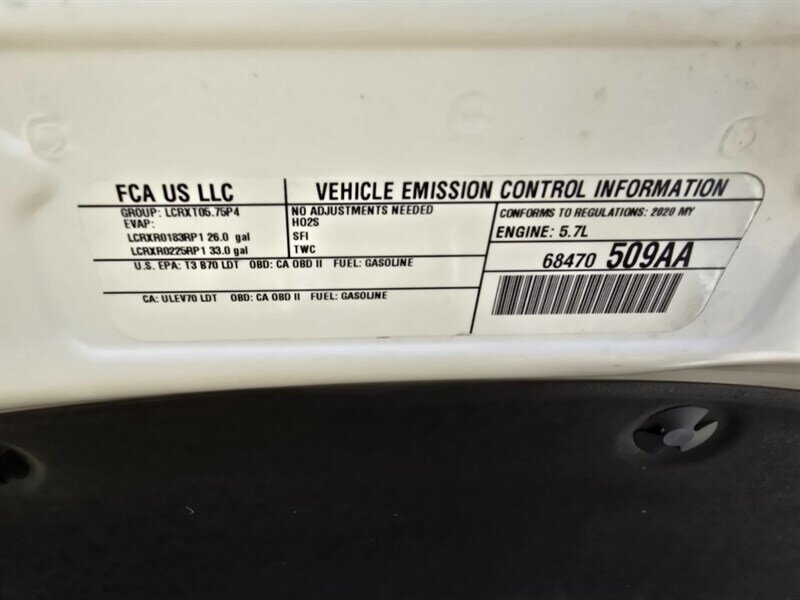 FCA US LLC
VEHICLE EMISSION CONTROL INFORMATION
GROUP: LCRXT05.75P4
EVAP:
LCRXR0183RP1 26.0 gal
LCRXR0225RP1 33.0 gal
NO ADJUSTMENTS NEEDED
HO2S
SFI
TWC
CONFORMS TO REGULATIONS: 2020 MY
ENGINE: 5.7L
U.S. EPA: T3 B70 LDT OBD: CA OBD II FUEL: GASOLINE
68470 509AA
CA: ULEV70 LDT OBD: CA OBD II FUEL: GASOLINE